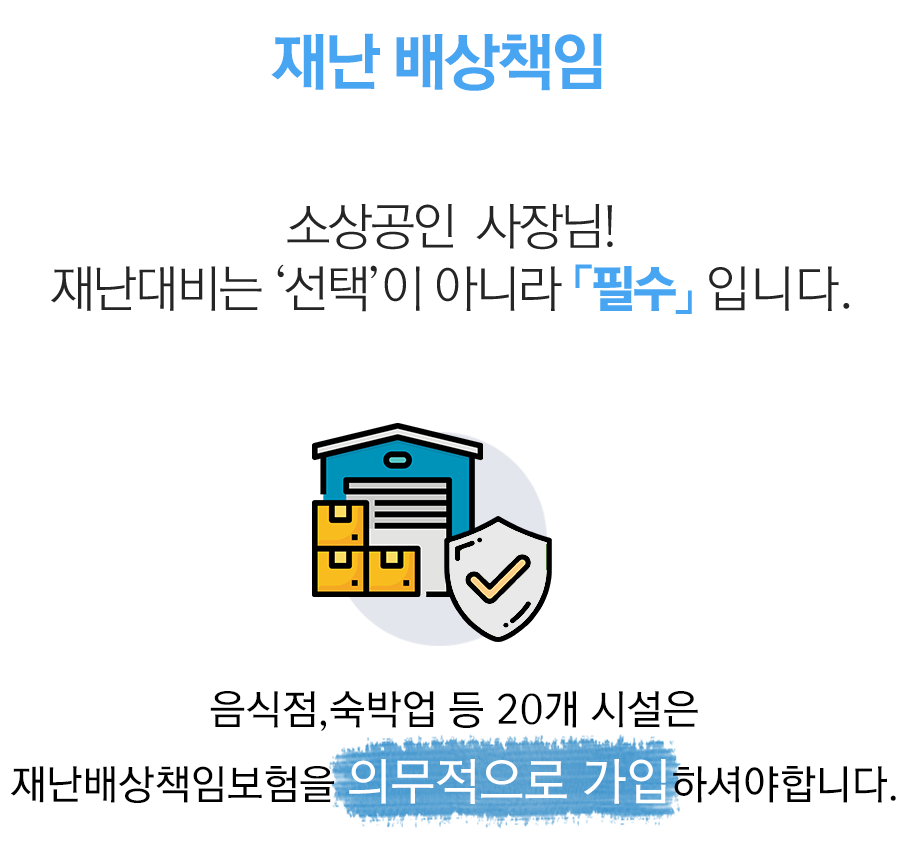 재난 배상책임
소상공인 사장님!
재난대비는 ‘선택’이 아니라 「필수」 입니다.
음식점,숙박업 등 20개 시설은
재난배상책임보험을 의무적으로 가입하셔야합니다.